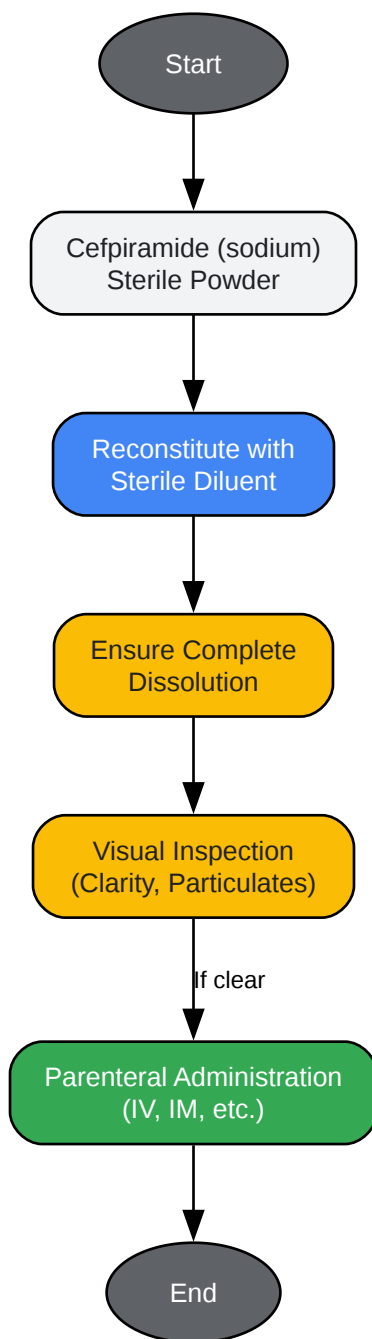 Start
Cefpiramide (sodium)
Sterile Powder
Reconstitute with
Sterile Diluent
Ensure Complete
Dissolution
Visual Inspection
(Clarity, Particulates)
If clear
Parenteral Administration
(IV, IM, etc.)
End